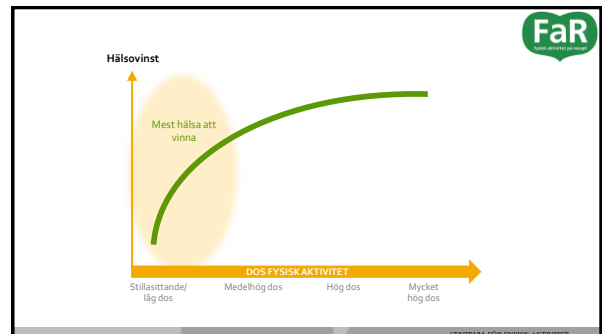 FaR
fysisk aktivitet på recept
Hälsovinst
Mest hälsa att
vinna
DOS FYSISK AKTIVITET
Stillasittande/
låg dos
Medelhög dos
Hög dos
Mycket
hög dos
CENTRUM FÖR FYSISK AKTIVITET